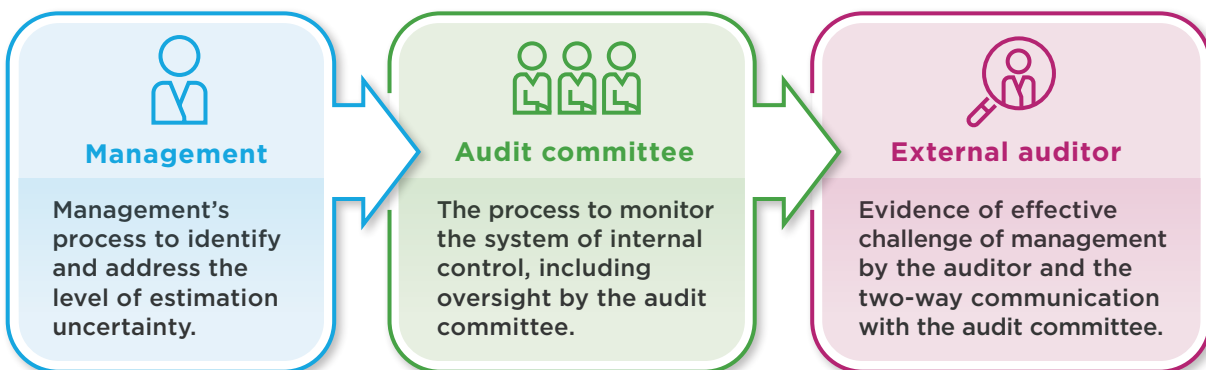 Management
Management’s
process to identify
and address the
level of estimation
uncertainty.
Audit committee
The process to monitor
the system of internal
control, including
oversight by the audit
committee.
External auditor
Evidence of effective
challenge of management
by the auditor and the
two-way communication
with the audit committee.